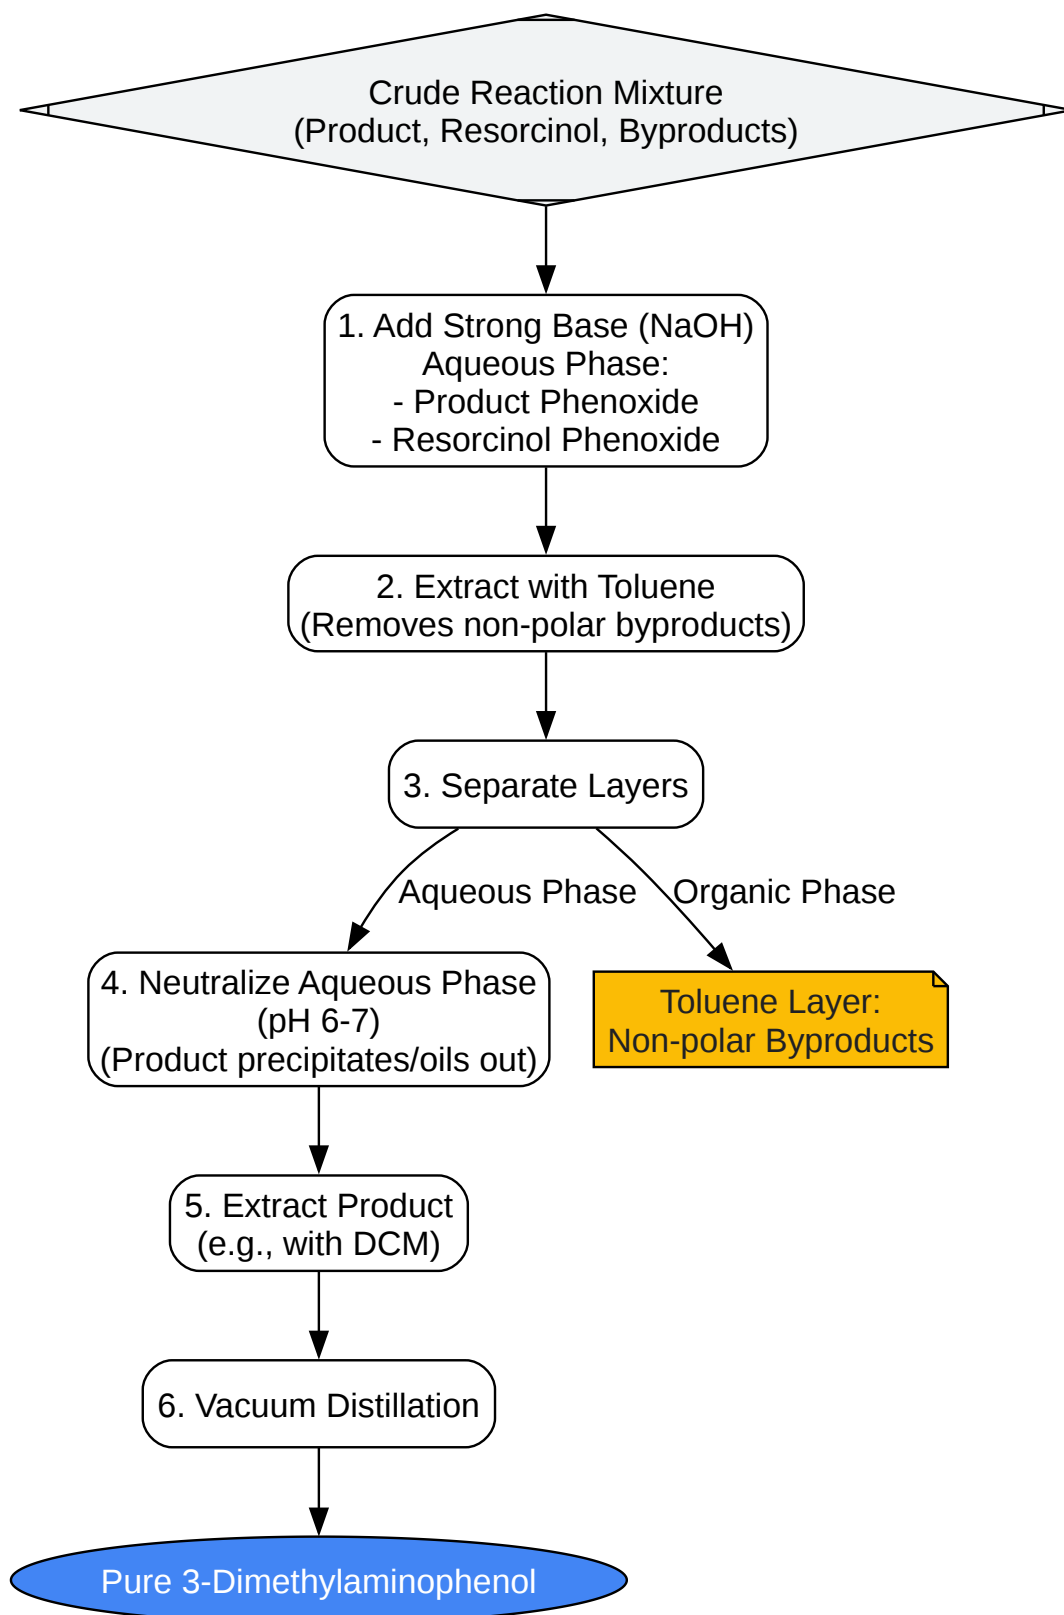 Crude Reaction Mixture
(Product, Resorcinol, Byproducts)
1. Add Strong Base (NaOH)
Aqueous Phase:
- Product Phenoxide
- Resorcinol Phenoxide
2. Extract with Toluene
(Removes non-polar byproducts)
3. Separate Layers
Aqueous Phase
Organic Phase
4. Neutralize Aqueous Phase
(pH 6-7)
(Product precipitates/oils out)
Toluene Layer:
Non-polar Byproducts
5. Extract Product
(e.g., with DCM)
6. Vacuum Distillation
Pure 3-Dimethylaminophenol